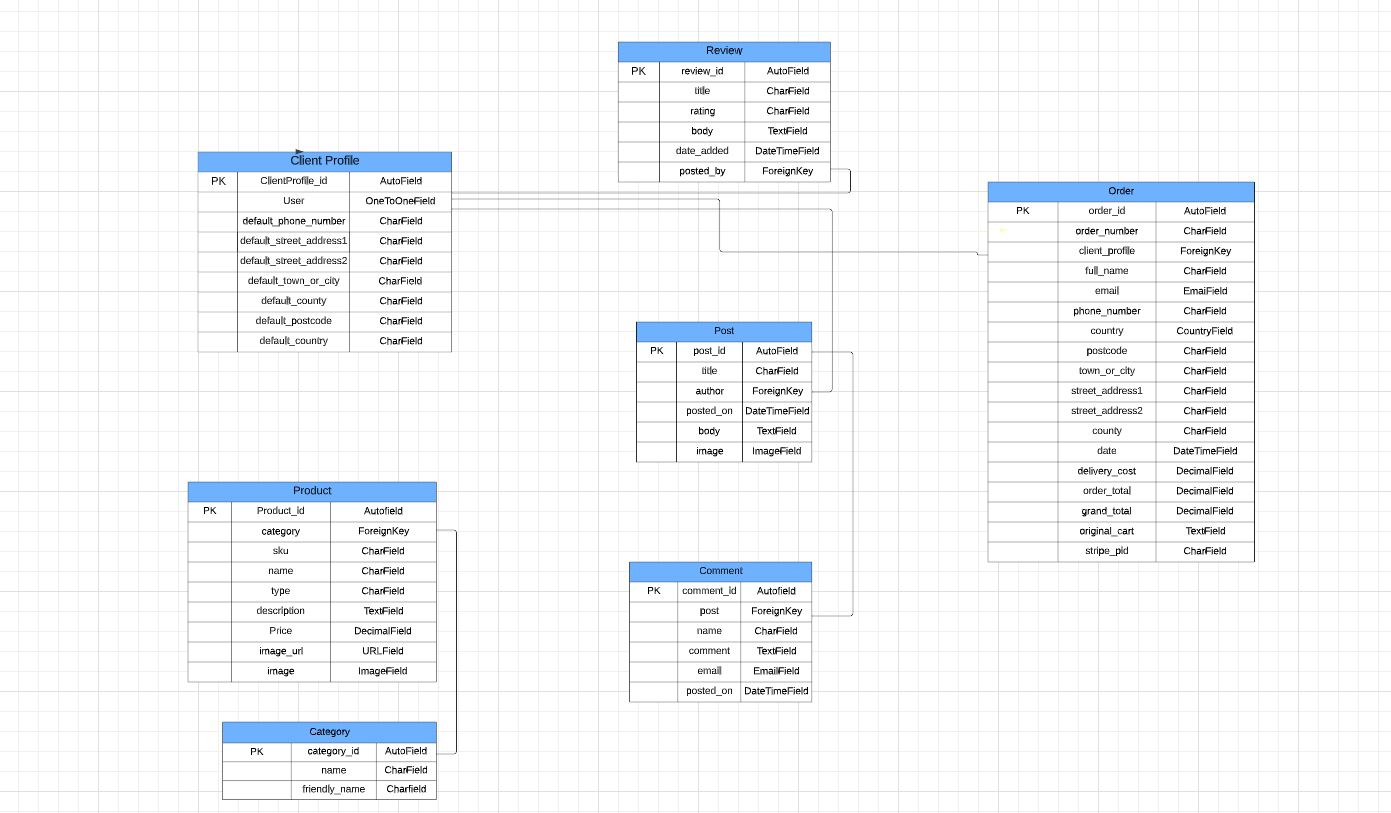 Review
PK review_id AutoField
title CharField
rating CharField
body TextField
date_added DateTimeField
posted_by ForeignKey
Client Profile
PK ClientProfile_id AutoField
User OneToOneField
default_phone_number CharField
default_street_address1 CharField
default_street_address2 CharField
default_town_or_city CharField
default_county CharField
default_postcode CharField
default_country CharField
Order
PK order_id AutoField
order_number CharField
client_profile ForeignKey
full_name CharField
email EmaiField
phone_number CharField
country CountryField
postcode CharField
town_or_city CharField
street_address1 CharField
street_address2 CharField
county CharField
date DateTimeField
delivery_cost DecimalField
order_total DecimalField
grand_total DecimalField
original_cart TextField
stripe_pid CharField
Post
PK post_id AutoField
title CharField
author ForeignKey
posted_on DateTimeField
body TextField
image ImageField
Product
PK Product_id Autofield
category ForeignKey
sku CharField
name CharField
type CharField
description TextField
Price DecimalField
image_url URLField
image ImageField
Comment
PK comment_id Autofield
post ForeignKey
name CharField
comment TextField
email EmailField
posted_on DateTimeField
Category
PK category_id AutoField
name CharField
friendly_name Charfield